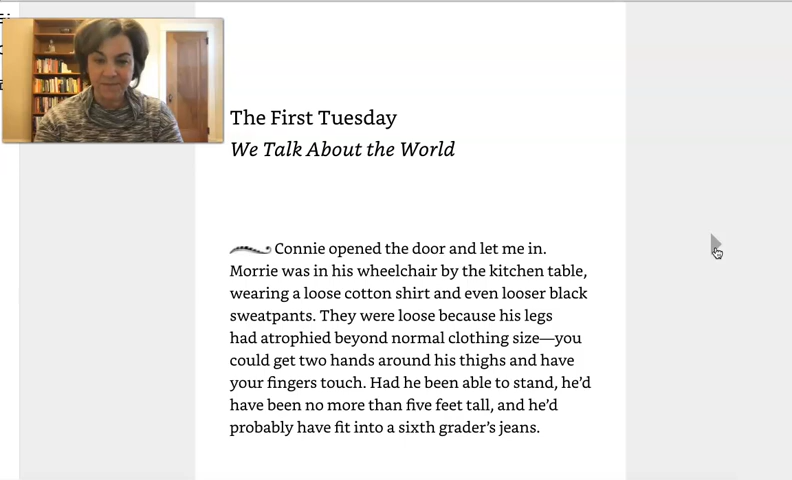 The First Tuesday
We Talk About the World
Connie opened the door and let me in.
Morrie was in his wheelchair by the kitchen table,
wearing a loose cotton shirt and even looser black
sweatpants. They were loose because his legs
had atrophied beyond normal clothing size—you
could get two hands around his thighs and have
your fingers touch. Had he been able to stand, he’d
have been no more than five feet tall, and he’d
probably have fit into a sixth grader’s jeans.